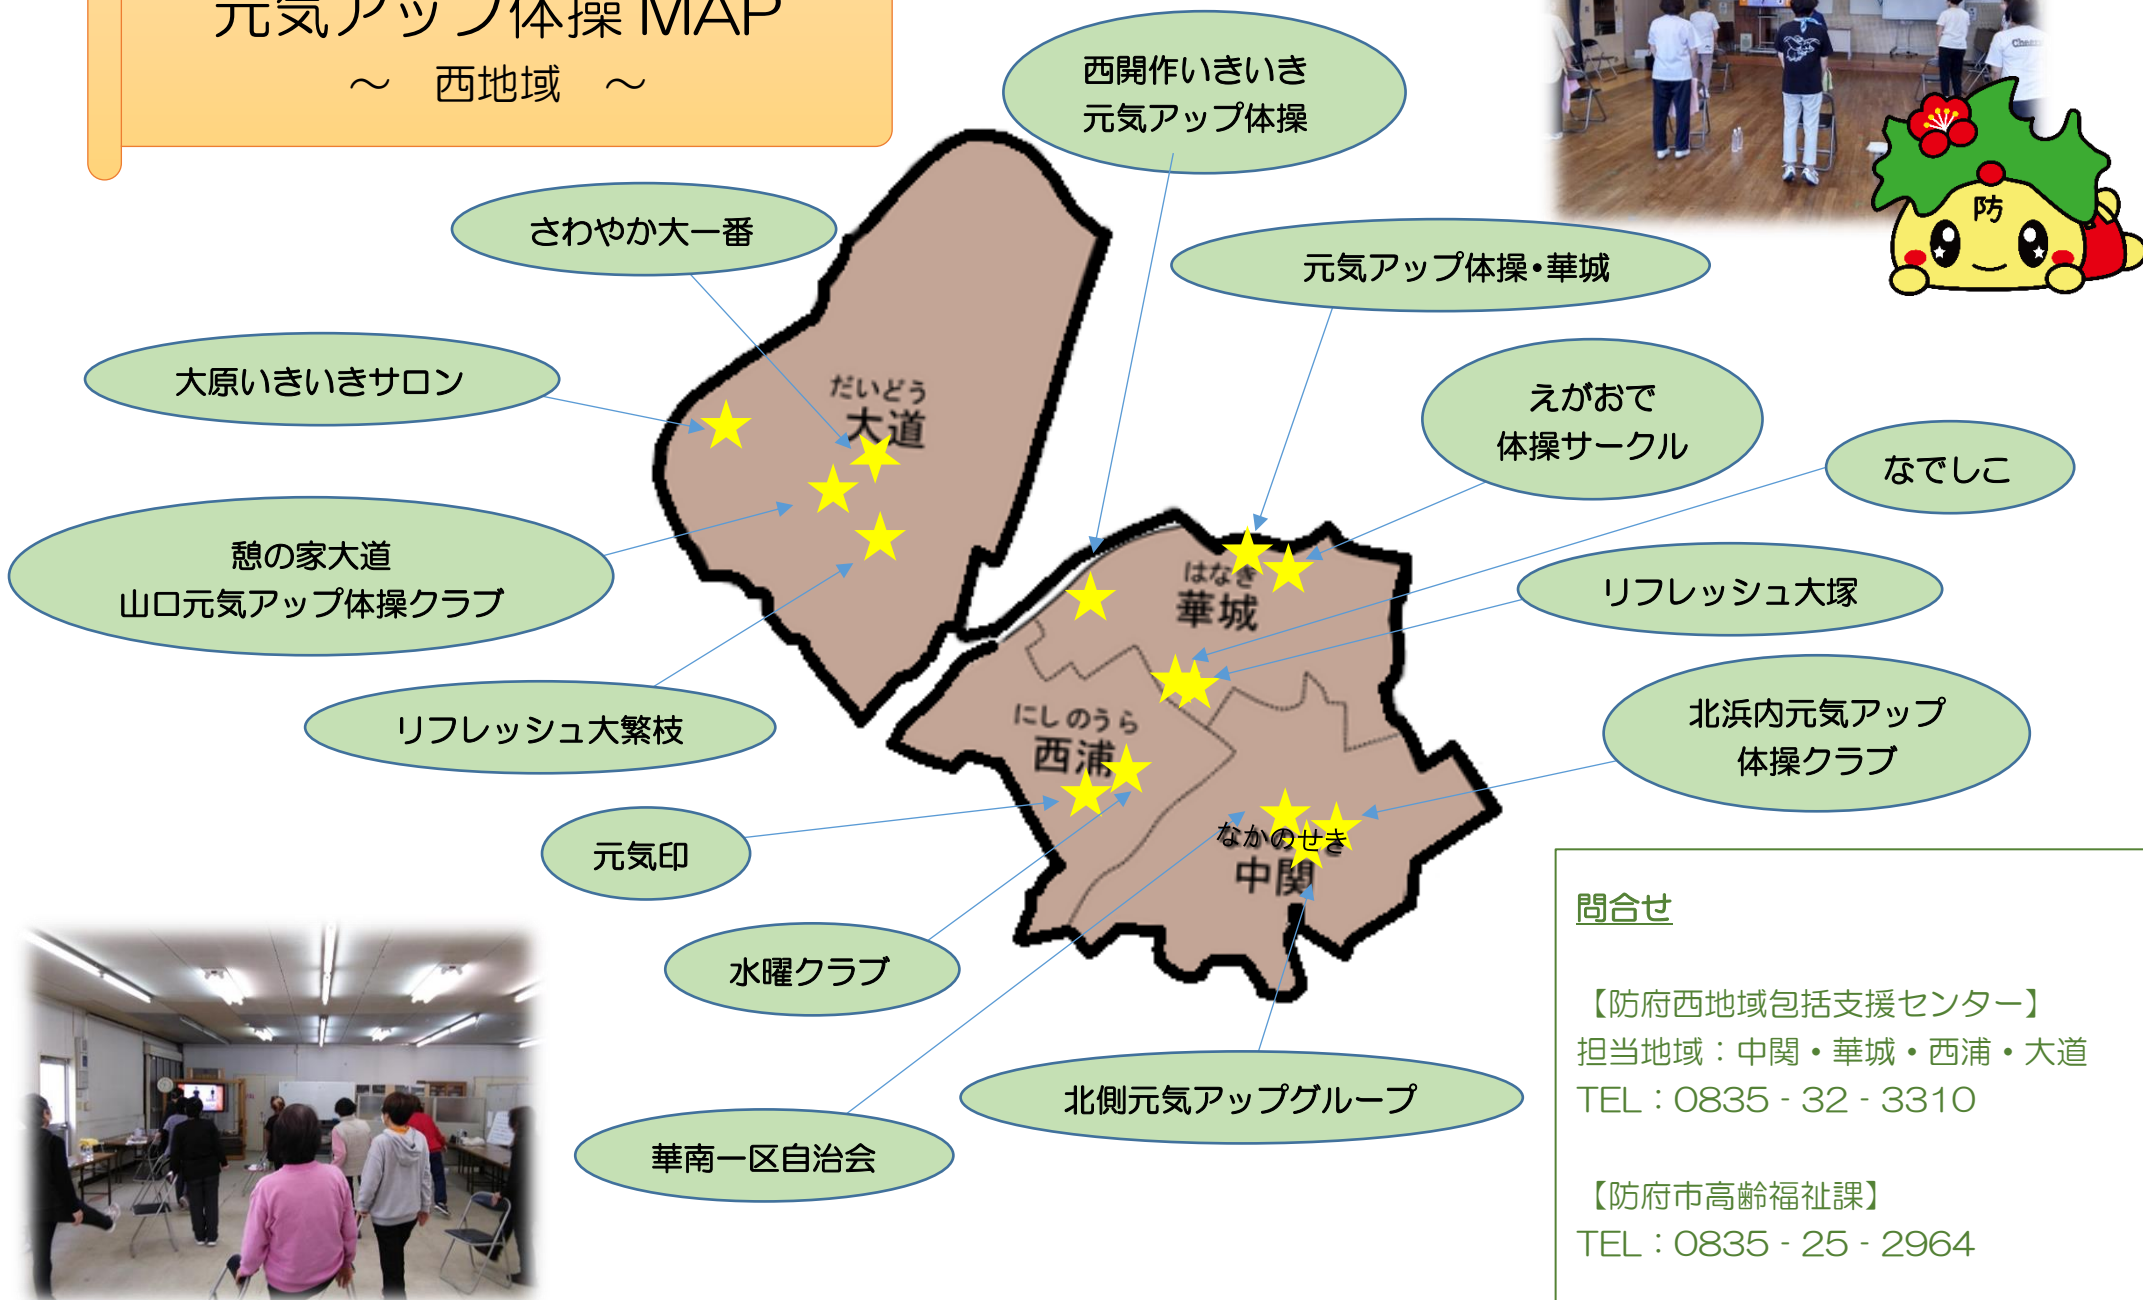 元気アップ体操 MAP
～　西地域　～
西開作いきいき
元気アップ体操
さわやか大一番
元気アップ体操・華城
大原いきいきサロン
えがおで
体操サークル
なでしこ
憩の家大道
山口元気アップ体操クラブ
リフレッシュ大塚
リフレッシュ大繁枝
北浜内元気アップ
体操クラブ
元気印
水曜クラブ
北側元気アップグループ
華南一区自治会
だいどう
大道
はなぎ
華城
にしのうら
西浦
なかのせき
中関
防
問合せ
【防府西地域包括支援センター】
担当地域：中関・華城・西浦・大道
TEL：0835‐32‐3310
【防府市高齢福祉課】
TEL：0835‐25‐2964